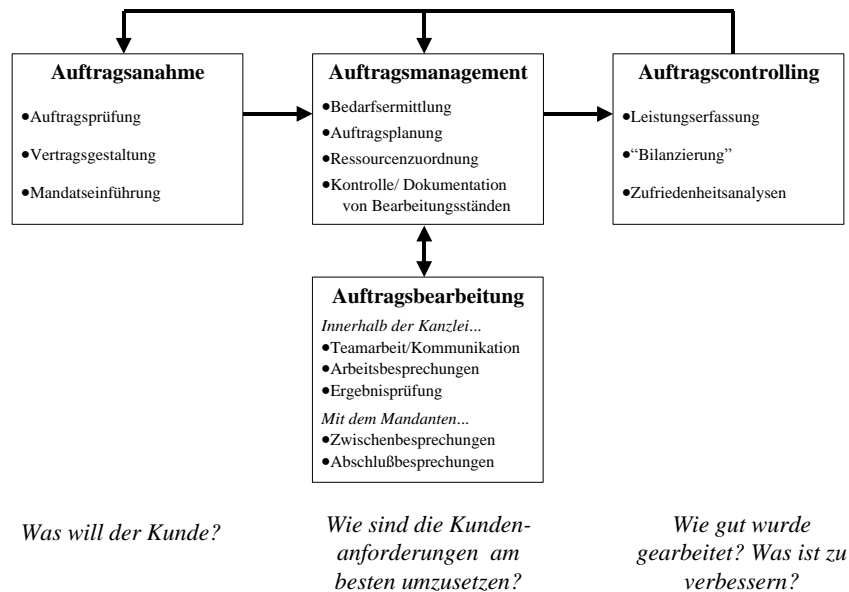 Auftragsanahme
•Auftragsprüfung
•Vertragsgestaltung
•Mandatseinführung
Auftragsmanagement
•Bedarfsermittlung
•Auftragsplanung
•Ressourcenzuordnung
•Kontrolle/ Dokumentation
von Bearbeitungsständen
Auftragscontrolling
•Leistungserfassung
•“Bilanzierung”
•Zufriedenheitsanalysen
Auftragsbearbeitung
Innerhalb der Kanzlei...
•Teamarbeit/Kommunikation
•Arbeitsbesprechungen
•Ergebnisprüfung
Mit dem Mandanten...
•Zwischenbesprechungen
•Abschlußbesprechungen
Was will der Kunde?
Wie sind die Kunden-
anforderungen am
besten umzusetzen?
Wie gut wurde
gearbeitet? Was ist zu
verbessern?